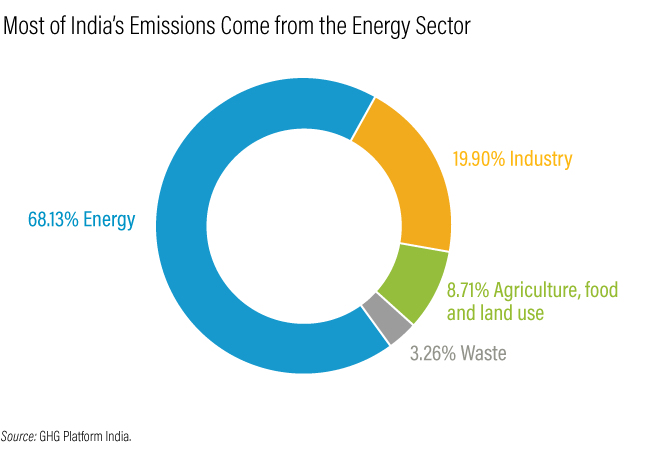 Most of India's Emissions Come from the Energy Sector
19.90% Industry
68.13% Energy
8.71% Agriculture, food
and land use
3.26% Waste
Source: GHG Platform India.